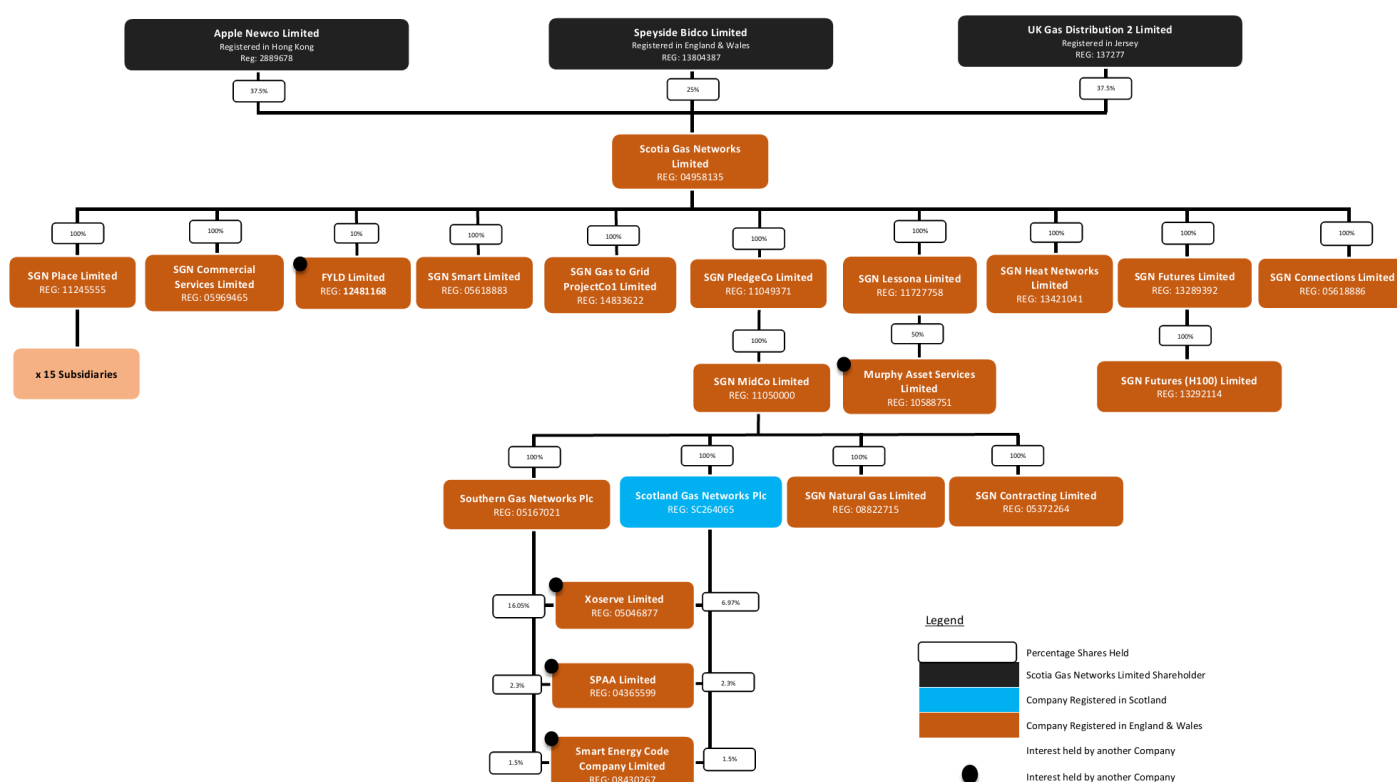 Apple Newco Limited
Registered in Hong Kong
Reg: 2889678
Speyside Bidco Limited
Registered in England & Wales
REG: 13804387
UK Gas Distribution 2 Limited
Registered in Jersey
REG: 137277
37.5%
25%
37.5%
Scotia Gas Networks
Limited
REG: 04958135
100%
100%
10%
100%
100%
100%
100%
100%
100%
100%
SGN Place Limited
REG: 11245555
SGN Commercial
Services Limited
REG: 05969465
FYLD Limited
REG: 12481168
SGN Smart Limited
REG: 05618883
SGN Gas to Grid
ProjectCo1 Limited
REG: 14833622
SGN PledgeCo Limited
REG: 11049371
SGN Lessona Limited
REG: 11727758
SGN Heat Networks
Limited
REG: 13421041
SGN Futures Limited
REG: 13289392
SGN Connections Limited
REG: 05618886
100%
50%
100%
x 15 Subsidiaries
SGN MidCo Limited
REG: 11050000
Murphy Asset Services
Limited
REG: 10588751
SGN Futures (H100) Limited
REG: 13292114
100%
100%
100%
100%
Southern Gas Networks Plc
REG: 05167021
Scotland Gas Networks Plc
REG: SC264065
SGN Natural Gas Limited
REG: 08822715
SGN Contracting Limited
REG: 05372264
16.05%
Xoserve Limited
REG: 05046877
6.97%
2.3%
SPAA Limited
REG: 04365599
2.3%
1.5%
Smart Energy Code
Company Limited
REG: 08430267
1.5%
Legend
Percentage Shares Held
Scotia Gas Networks Limited Shareholder
Company Registered in Scotland
Company Registered in England & Wales
Interest held by another Company
Interest held by another Company